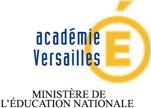 académie
Versailles
É
MINISTÈRE DE
L'ÉDUCATION NATIONALE